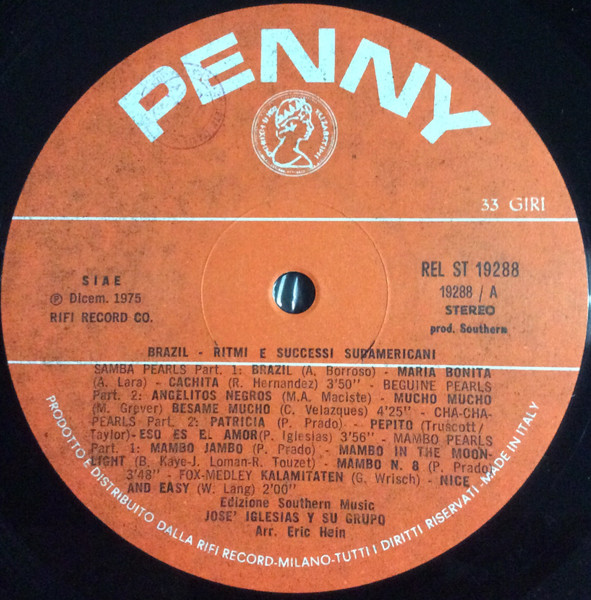 PENNY
ELIZABETH II
33 GIRI
SIAE
Ⓟ Dicem. 1975
RIFI RECORD CO.
REL ST 19288
19288 / A
STEREO
prod. Southern
BRAZIL - RITMI E SUCCESSI SUDAMERICANI
SAMBA PEARLS Part. 1: BRAZIL (A. Borroso) - MARIA BONITA
(A. Lara) - CACHITA (R. Hernandez) 3'50" - BEGUINE PEARLS
Part. 2: ANGELITOS NEGROS (M.A. Maciste) - MUCHO MUCHO
(M. Grever) BESAME MUCHO (C. Velazques) 4'25" - CHA-CHA-
PEARLS Part. 2: PATRICIA (P. Prado) - PEPITO (Truscott/
Taylor)-ESO ES EL AMOR(P. Iglesias) 3'56" - MAMBO PEARLS
Part. 1: MAMBO JAMBO (P. Prado) - MAMBO IN THE MOON-
LIGHT (B. Kaye-J. Loman-R. Touzet) - MAMBO N. 8 (P. Prado)
3'48" - FOX-MEDLEY KALAMITATEN (G. Wrisch) - NICE
AND EASY (W. Lang) 2'00"
Edizione Southern Music
JOSE' IGLESIAS Y SU GRUPO
Arr. Eric Hein
PRODOTTO E DISTRIBUITO DALLA RIFI RECORD-MILANO-TUTTI I DIRITTI RISERVATI-MADE IN ITALY